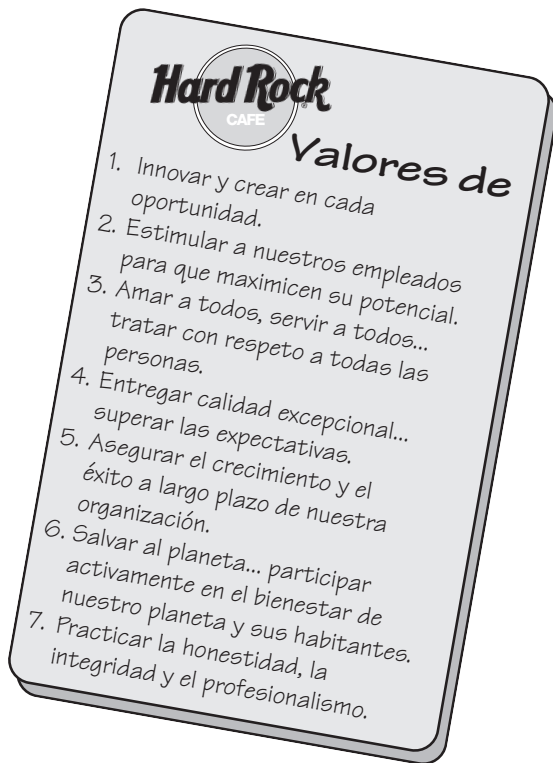 Hard Rock
CAFE
Valores de
1. Innovar y crear en cada
oportunidad.
2. Estimular a nuestros empleados
para que maximicen su potencial.
3. Amar a todos, servir a todos...
tratar con respeto a todas las
personas.
4. Entregar calidad excepcional...
superar las expectativas.
5. Asegurar el crecimiento y el
éxito a largo plazo de nuestra
organización.
6. Salvar al planeta... participar
activamente en el bienestar de
nuestro planeta y sus habitantes.
7. Practicar la honestidad, la
integridad y el profesionalismo.